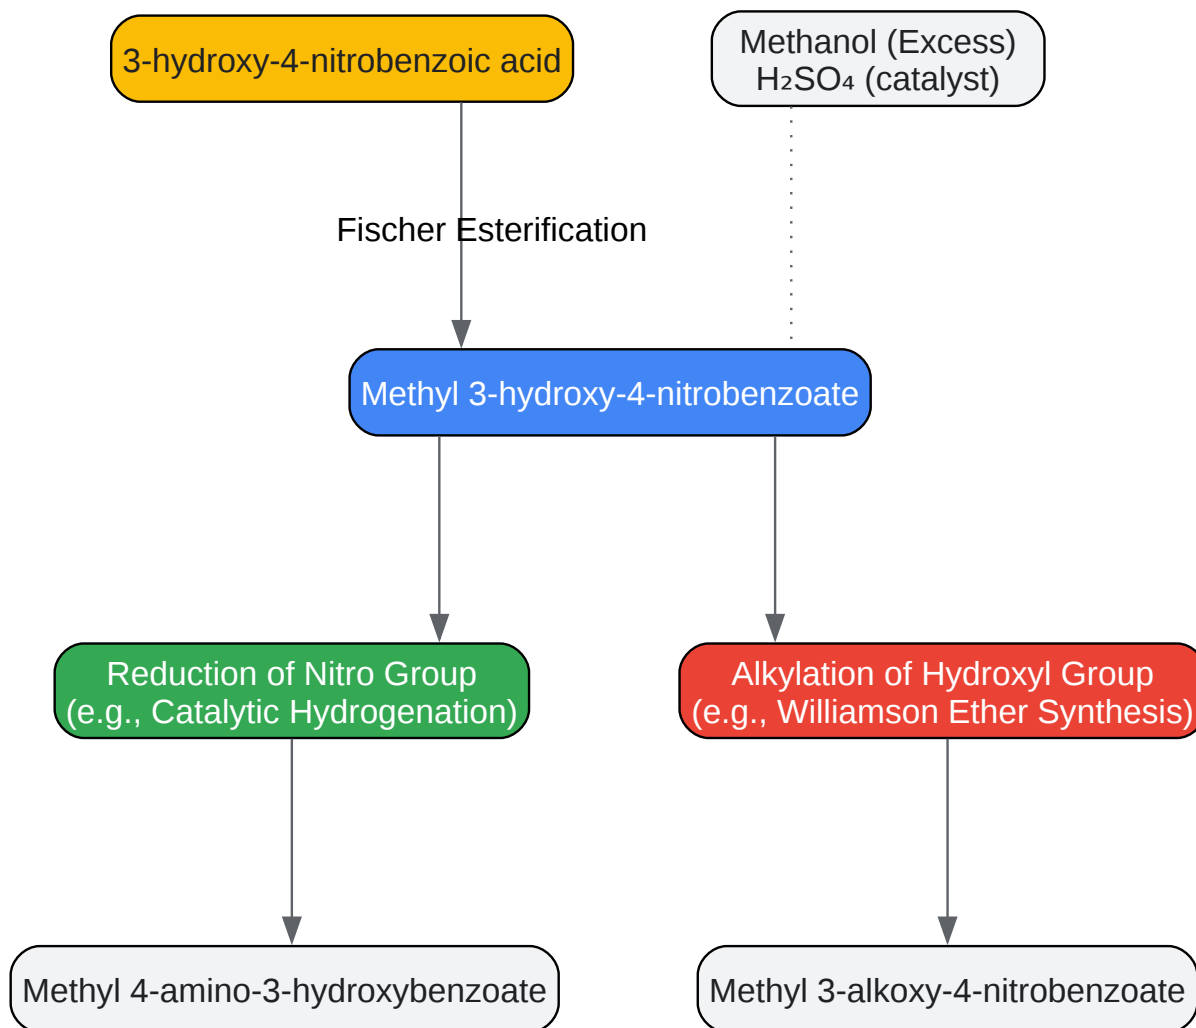 3-hydroxy-4-nitrobenzoic acid
Methanol (Excess)
H₂SO₄ (catalyst)
Fischer Esterification
Methyl 3-hydroxy-4-nitrobenzoate
Reduction of Nitro Group
(e.g., Catalytic Hydrogenation)
Alkylation of Hydroxyl Group
(e.g., Williamson Ether Synthesis)
Methyl 4-amino-3-hydroxybenzoate
Methyl 3-alkoxy-4-nitrobenzoate